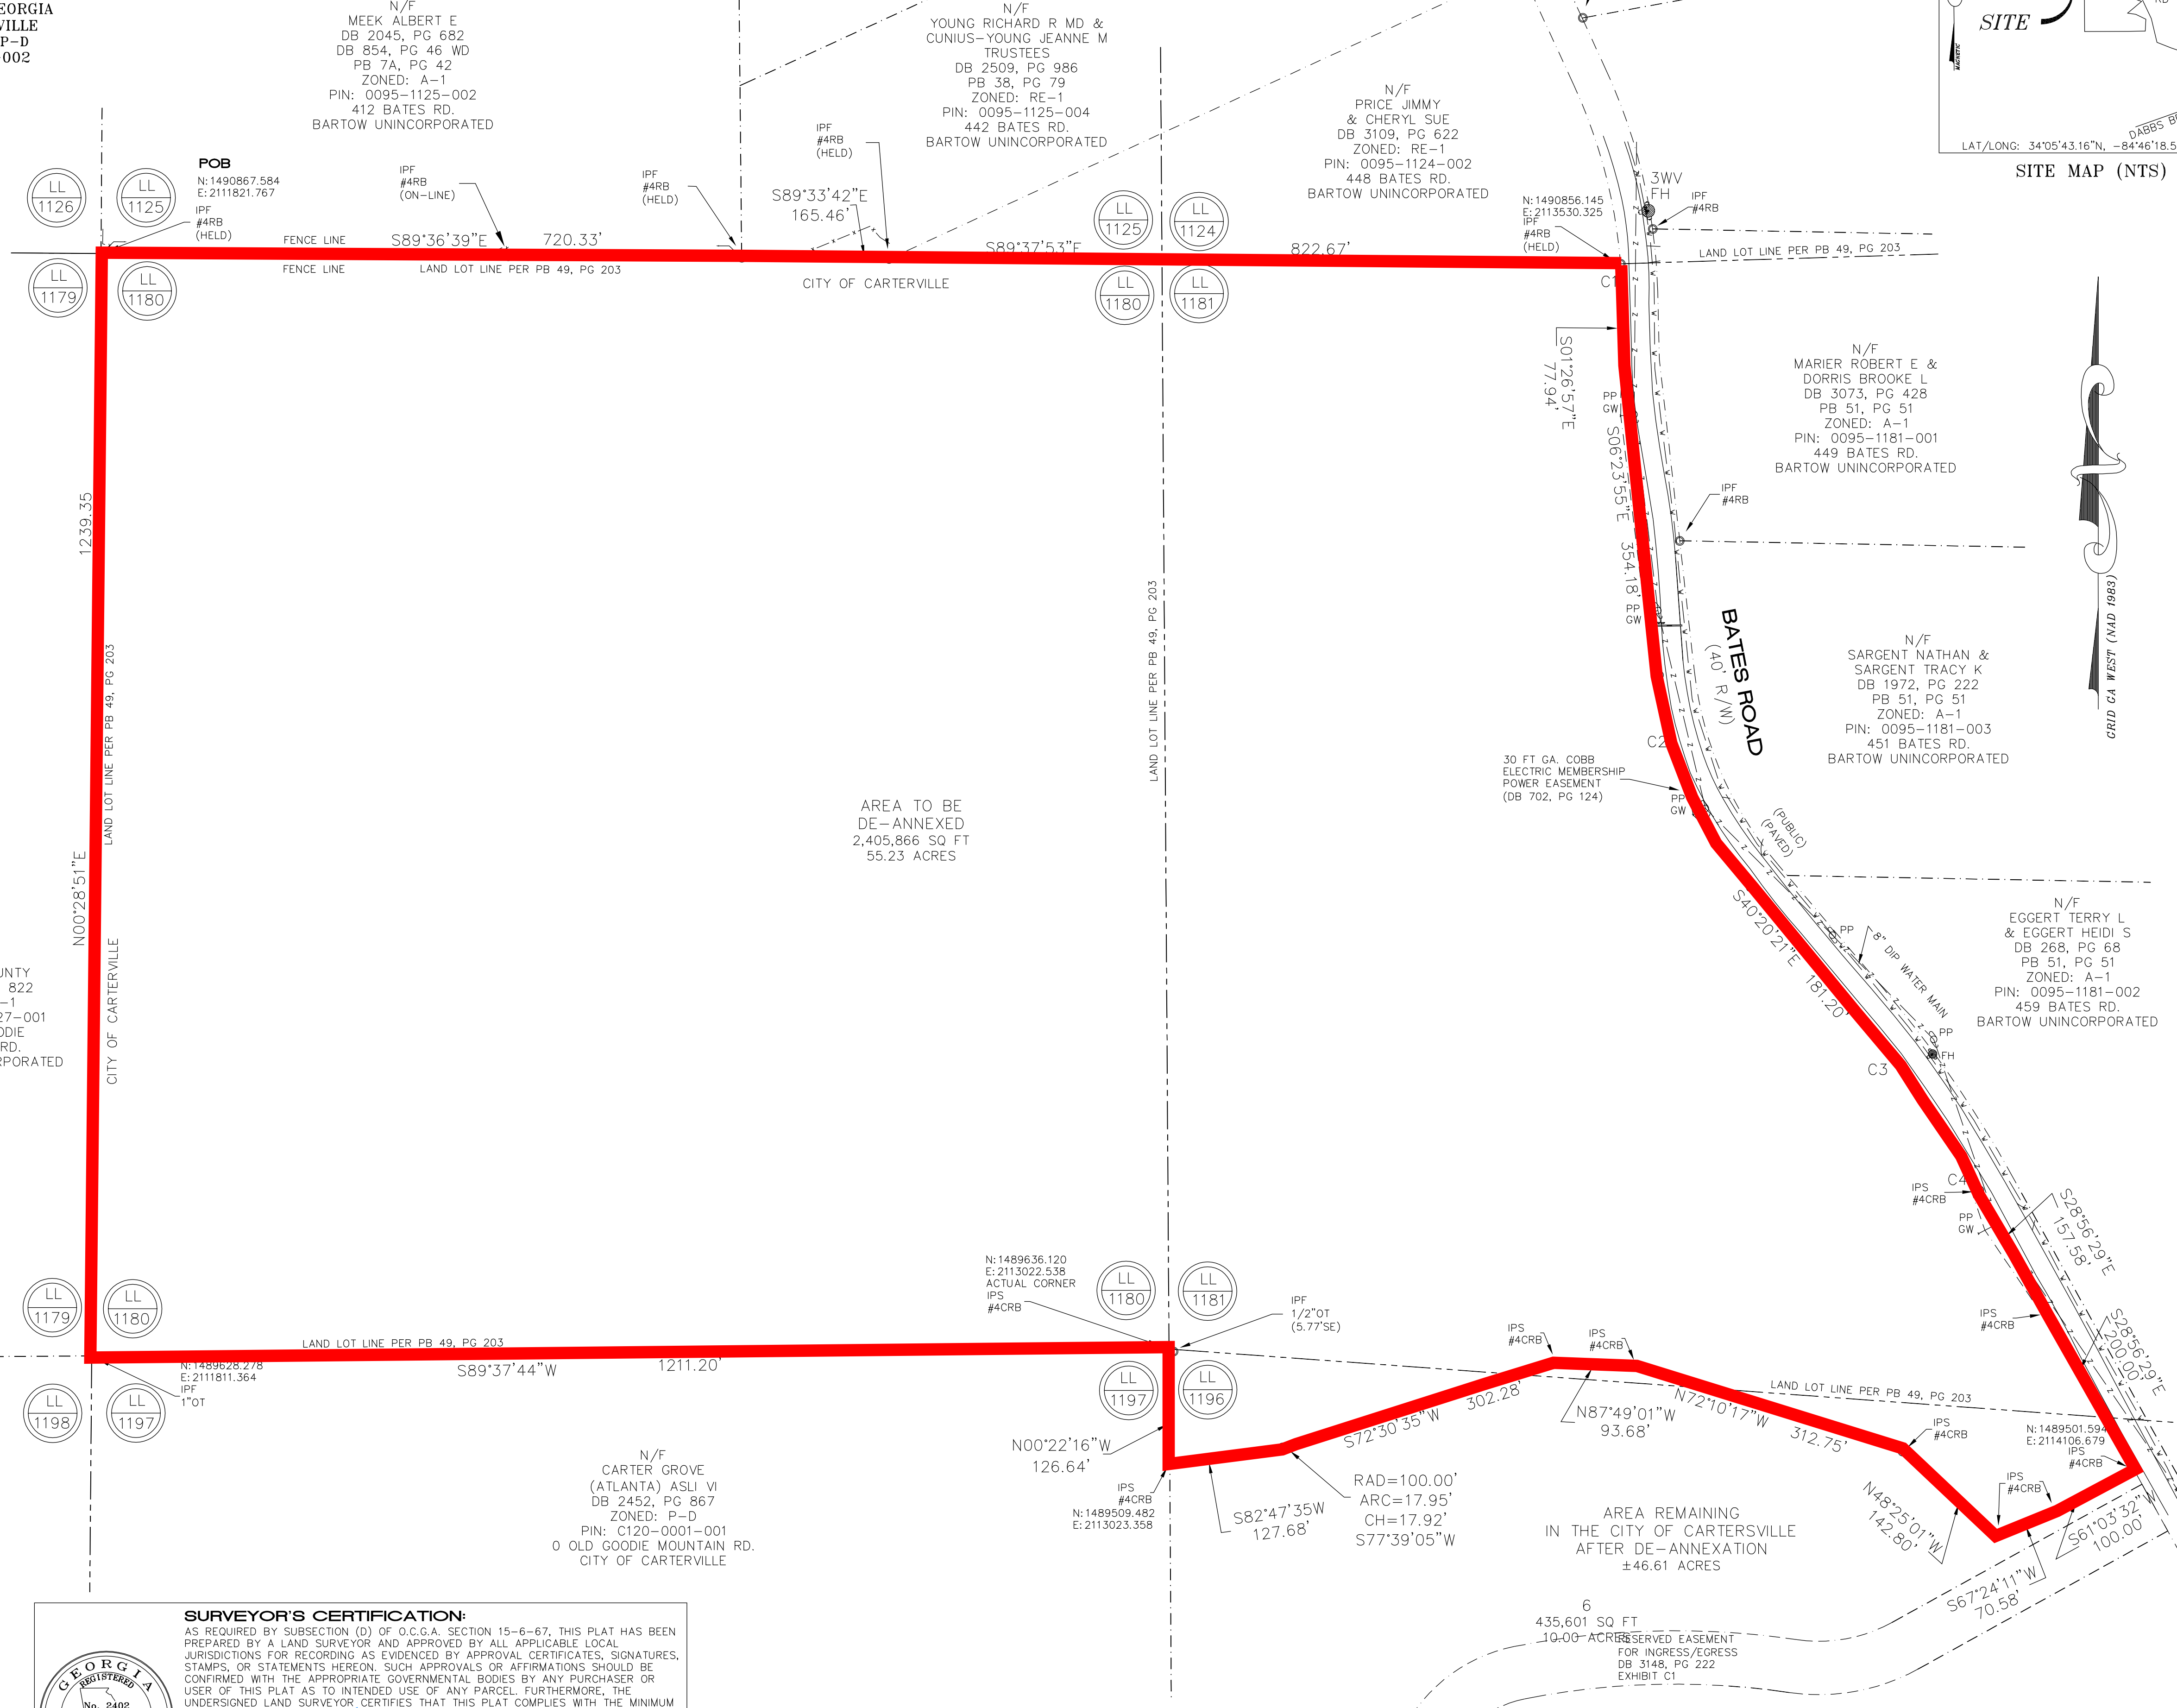 EORGIA
VILLE
P-D
-002
N/F
MEEK ALBERT E
DB 2045, PG 682
DB 854, PG 46 WD
PB 7A, PG 42
ZONED: A-1
PIN: 0095-1125-002
412 BATES RD.
BARTOW UNINCORPORATED
N/F
YOUNG RICHARD R MD &
CUNIUS-YOUNG JEANNE M
TRUSTEES
DB 2509, PG 986
PB 38, PG 79
ZONED: RE-1
PIN: 0095-1125-004
442 BATES RD.
BARTOW UNINCORPORATED
N/F
PRICE JIMMY
& CHERYL SUE
DB 3109, PG 622
ZONED: RE-1
PIN: 0095-1124-002
448 BATES RD.
BARTOW UNINCORPORATED
SITE
MAGNETIC
RD
DABBS B
LAT/LONG: 34°05'43.16"N, -84°46'18.5
SITE MAP (NTS)
LL
1126
LL
1125
POB
N:1490867.584
E:2111821.767
IPF
#4RB
(HELD)
IPF
#4RB
(ON-LINE)
IPF
#4RB
(HELD)
IPF
#4RB
(HELD)
S89°33'42"E
165.46'
LL
1125
LL
1124
N:1490856.145
E:2113530.325
IPF
#4RB
(HELD)
3WV
FH
IPF
#4RB
FENCE LINE
S89°36'39"E
720.33'
S89°37'53"E
822.67'
LAND LOT LINE PER PB 49, PG 203
LL
1179
LL
1180
FENCE LINE
LAND LOT LINE PER PB 49, PG 203
CITY OF CARTERVILLE
LL
1180
LL
1181
C1
S01°26'57"E
77.94'
PP
GW
S06°23'55"E 354.18'
PP
GW
N/F
MARIER ROBERT E &
DORRIS BROOKE L
DB 3073, PG 428
PB 51, PG 51
ZONED: A-1
PIN: 0095-1181-001
449 BATES RD.
BARTOW UNINCORPORATED
IPF
#4RB
GRID GA WEST (NAD 1983)
1239.35
N00°28'51"E
LAND LOT LINE PER PB 49, PG 203
CITY OF CARTERVILLE
LAND LOT LINE PER PB 49, PG 203
BATES ROAD
(40' R/W)
N/F
SARGENT NATHAN &
SARGENT TRACY K
DB 1972, PG 222
PB 51, PG 51
ZONED: A-1
PIN: 0095-1181-003
451 BATES RD.
BARTOW UNINCORPORATED
C2
30 FT GA. COBB
ELECTRIC MEMBERSHIP
POWER EASEMENT
(DB 702, PG 124)
PP
GW
(PUBLIC)
(PAVED)
AREA TO BE
DE-ANNEXED
2,405,866 SQ FT
55.23 ACRES
S40°20'21"E 181.20'
PP
8" DIP WATER MAIN
PP
FH
N/F
EGGERT TERRY L
& EGGERT HEIDI S
DB 268, PG 68
PB 51, PG 51
ZONED: A-1
PIN: 0095-1181-002
459 BATES RD.
BARTOW UNINCORPORATED
UNTY
822
-1
27-001
ODIE
RD.
RPORATED
C3
C4
IPS
#4CRB
PP
GW
S28°56'29"E
157.58'
IPS
#4CRB
S28°56'29"E
200.00'
LL
1179
LL
1180
N:1489636.120
E:2113022.538
ACTUAL CORNER
IPS
#4CRB
LL
1180
LL
1181
IPF
1/2"OT
(5.77'SE)
IPS
#4CRB
IPS
#4CRB
LAND LOT LINE PER PB 49, PG 203
S89°37'44"W
1211.20'
N:1489628.278
E:2111811.364
IPF
1"OT
LL
1198
LL
1197
LL
1197
LL
1196
N00°22'16"W
126.64'
IPS
#4CRB
N:1489509.482
E:2113023.358
S82°47'35W
127.68'
S72°30'35"W 302.28'
RAD=100.00'
ARC=17.95'
CH=17.92'
S77°39'05"W
N87°49'01"W
93.68'
N72°10'17"W 312.75'
LAND LOT LINE PER PB 49, PG 203
IPS
#4CRB
N:1489501.594
E:2114106.679
IPS
#4CRB
IPS
#4CRB
N48°25'01"W
142.80'
S61°03'32"W
100.00'
S67°24'11"W
70.58'
N/F
CARTER GROVE
(ATLANTA) ASLI VI
DB 2452, PG 867
ZONED: P-D
PIN: C120-0001-001
0 OLD GOODIE MOUNTAIN RD.
CITY OF CARTERVILLE
AREA REMAINING
IN THE CITY OF CARTERSVILLE
AFTER DE-ANNEXATION
±46.61 ACRES
6
435,601 SQ FT
10.00 ACRES
RESERVED EASEMENT
FOR INGRESS/EGRESS
DB 3148, PG 222
EXHIBIT C1
SURVEYOR'S CERTIFICATION:
AS REQUIRED BY SUBSECTION (D) OF O.C.G.A. SECTION 15-6-67, THIS PLAT HAS BEEN
PREPARED BY A LAND SURVEYOR AND APPROVED BY ALL APPLICABLE LOCAL
JURISDICTIONS FOR RECORDING AS EVIDENCED BY APPROVAL CERTIFICATES, SIGNATURES,
STAMPS, OR STATEMENTS HEREON. SUCH APPROVALS OR AFFIRMATIONS SHOULD BE
CONFIRMED WITH THE APPROPRIATE GOVERNMENTAL BODIES BY ANY PURCHASER OR
USER OF THIS PLAT AS TO INTENDED USE OF ANY PARCEL. FURTHERMORE, THE
UNDERSIGNED LAND SURVEYOR CERTIFIES THAT THIS PLAT COMPLIES WITH THE MINIMUM
GEORGIA
REGISTERED
No. 2402